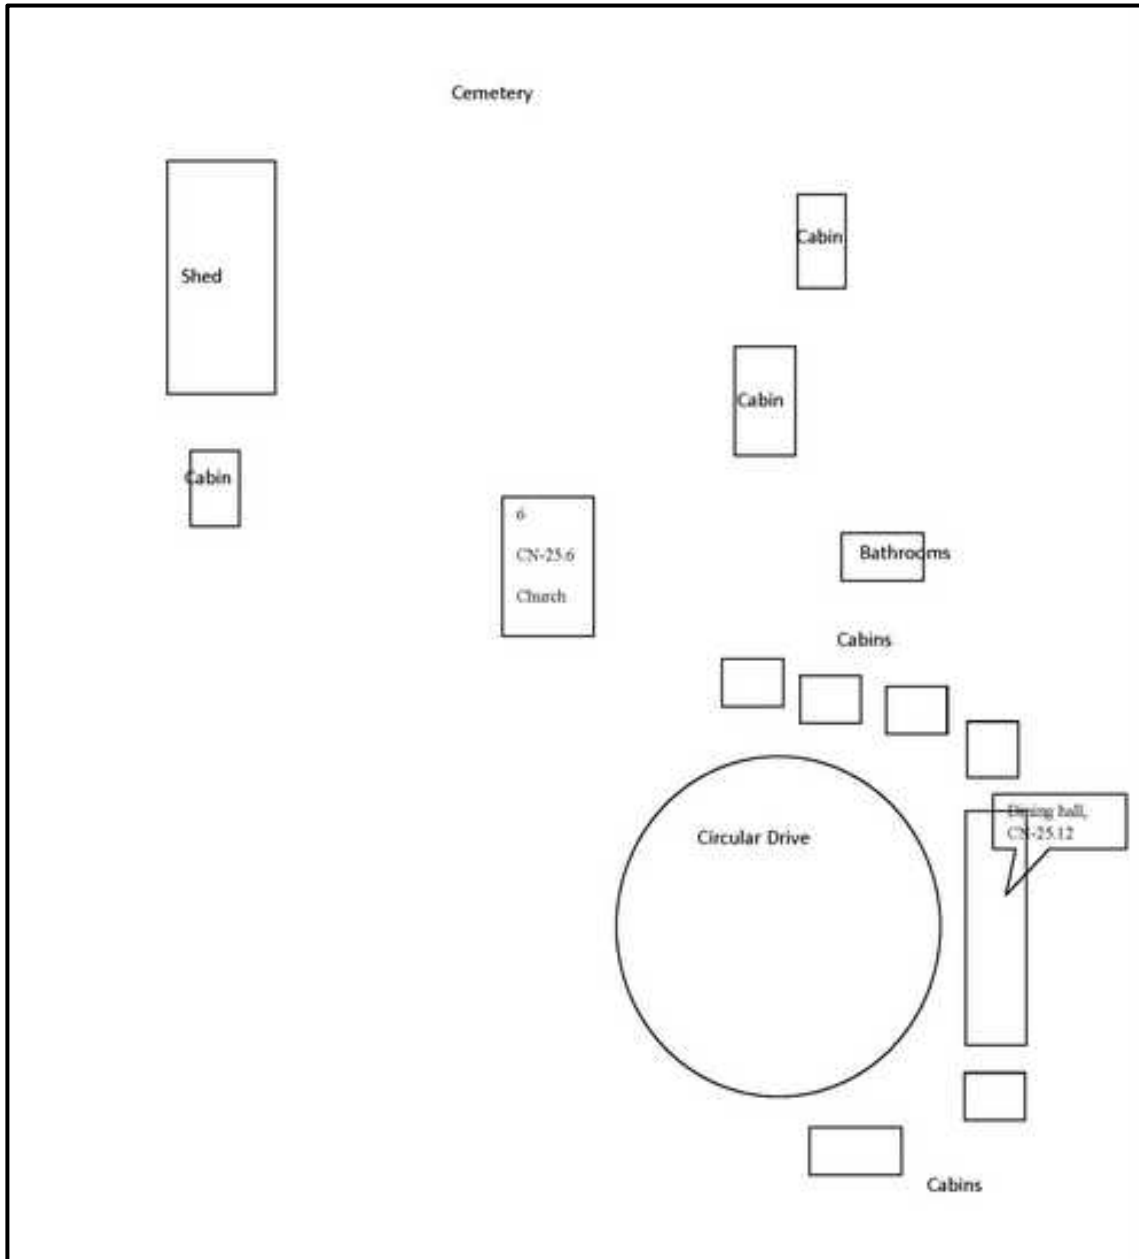 Cemetery
Cabin
Shed
Cabin
Cabin
6
CN-25.6
Church
Bathrooms
Cabins
Dining hall,
CN-25.12
Circular Drive
Cabins